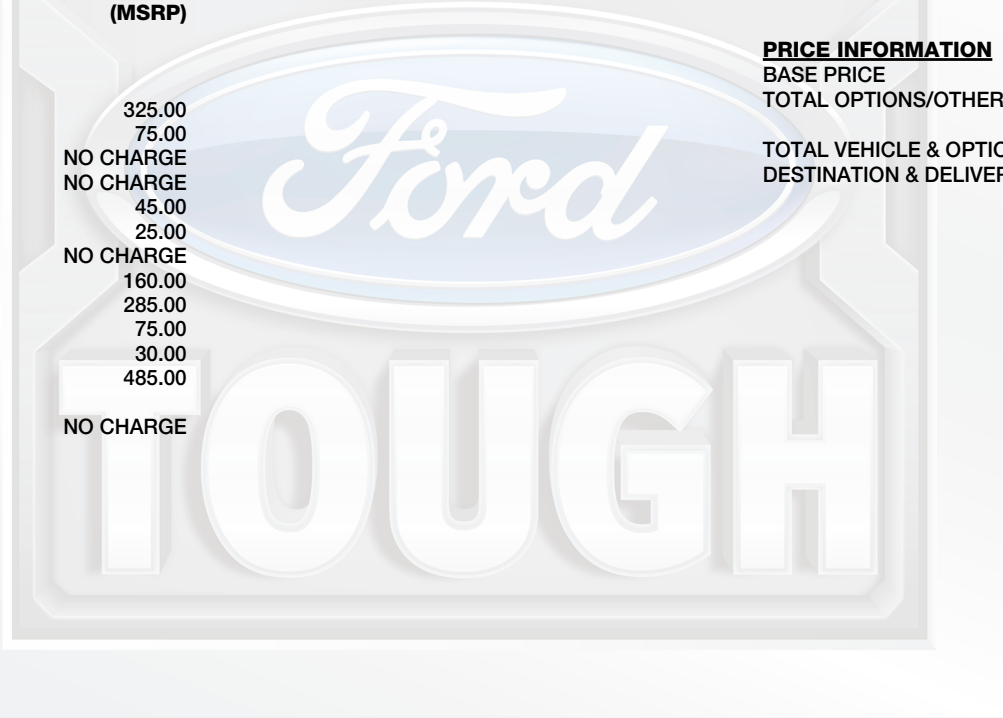 (MSRP)
325.00
75.00
NO CHARGE
NO CHARGE
45.00
25.00
NO CHARGE
160.00
285.00
75.00
30.00
485.00
NO CHARGE
PRICE INFORMATION
BASE PRICE
TOTAL OPTIONS/OTHER
TOTAL VEHICLE & OPTIO
DESTINATION & DELIVER
Ford
TOUGH